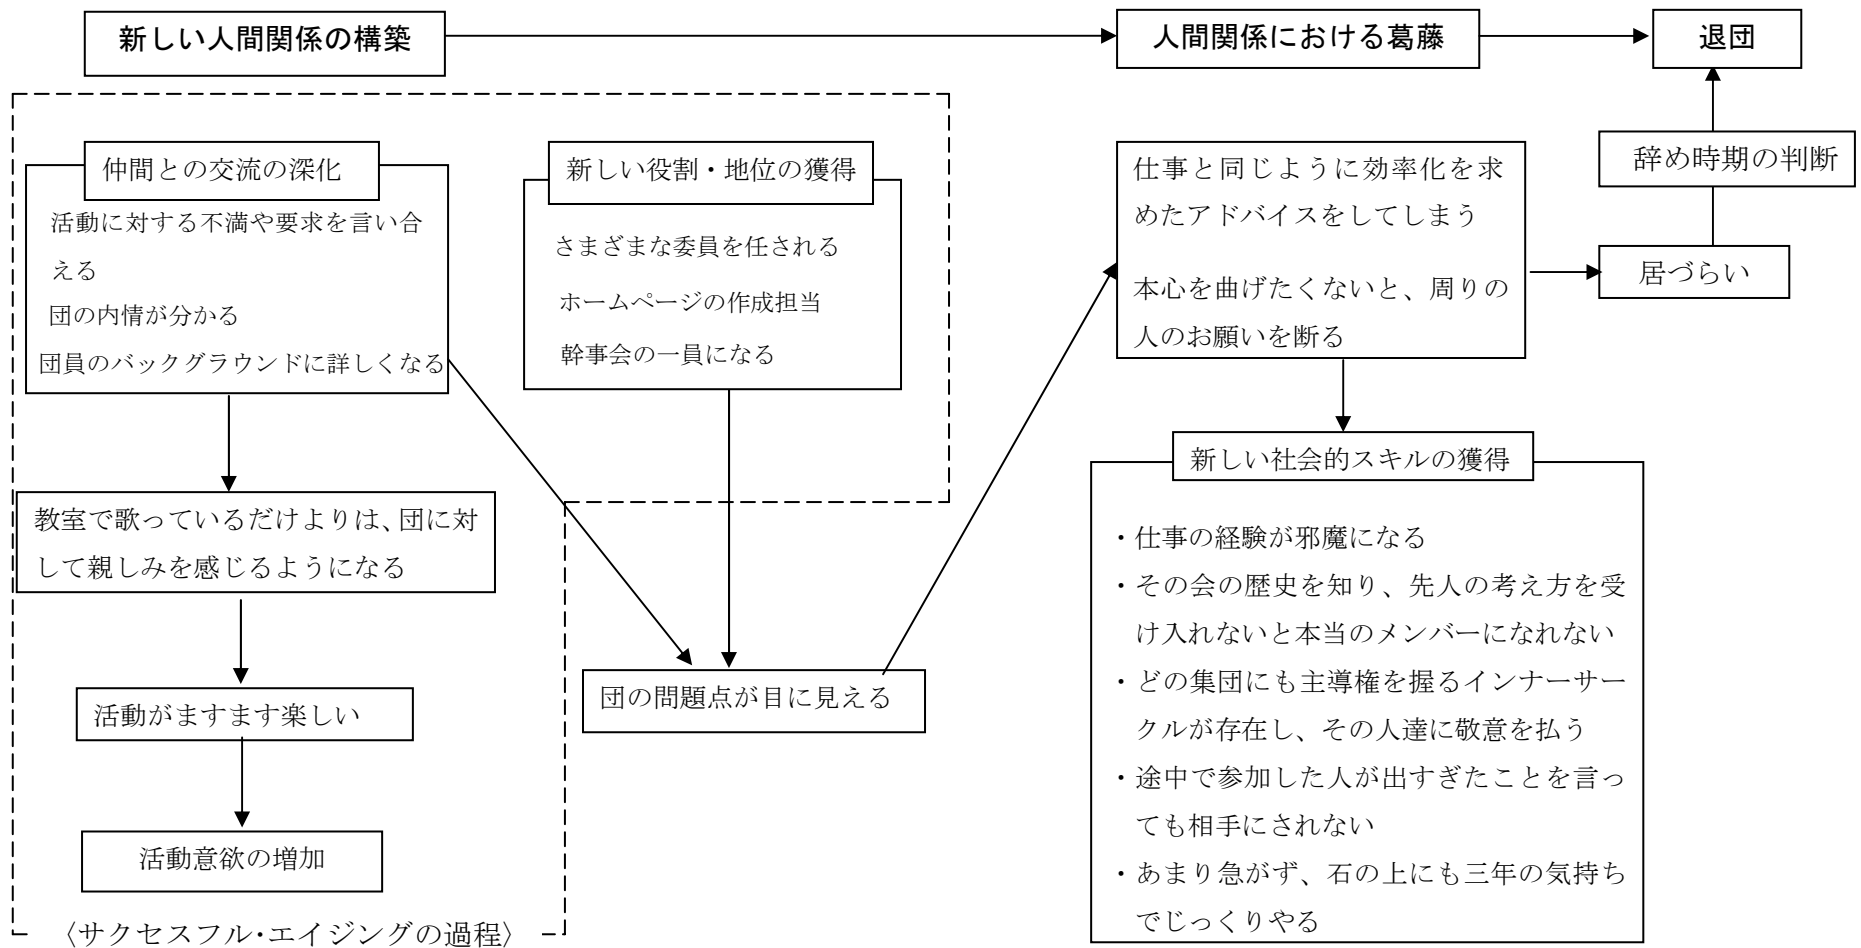 新しい人間関係の構築
人間関係における葛藤
退団
仲間との交流の深化
活動に対する不満や要求を言い合
える
団の内情が分かる
団員のバックグラウンドに詳しくなる
新しい役割・地位の獲得
さまざまな委員を任される
ホームページの作成担当
幹事会の一員になる
仕事と同じように効率化を求
めたアドバイスをしてしまう
本心を曲げたくないと、周りの
人のお願いを断る
辞め時期の判断
居づらい
教室で歌っているだけよりは、団に対
して親しみを感じるようになる
活動がますます楽しい
活動意欲の増加
〈サクセスフル・エイジングの過程〉
団の問題点が目に見える
新しい社会的スキルの獲得
・仕事の経験が邪魔になる
・その会の歴史を知り、先人の考え方を受
け入れないと本当のメンバーになれない
・どの集団にも主導権を握るインナーサー
クルが存在し、その人達に敬意を払う
・途中で参加した人が出すぎたことを言っ
ても相手にされない
・あまり急がず、石の上にも三年の気持ち
でじっくりやる